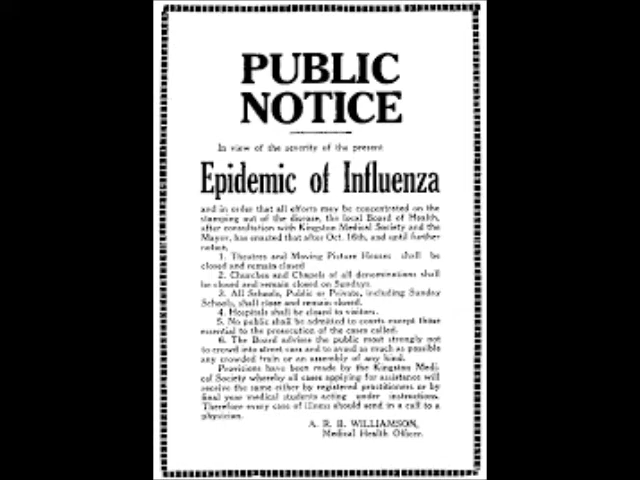 PUBLIC
NOTICE
In view of the severity of the present
Epidemic of Influenza
and in order that all efforts may be concentrated on the
stamping out of the disease, the local Board of Health,
after consultation with Kingston Medical Society and the
Mayor, has enacted that after Oct. 16th, and until further
notice,
1. Theatres and Moving Picture Houses shall be
closed and remain closed
2. Churches and Chapels of all denominations shall
be closed and remain closed on Sundays.
3. All Schools, Public or Private, including Sunday
Schools, shall close and remain closed.
4. Hospitals shall be closed to visitors.
5. No public shall be admitted to courts except those
essential to the prosecution of the cases called.
6. The Board advises the public most strongly not
to crowd into street cars and to avoid as much as possible
any crowded train or an assembly of any kind.
Provisions have been made by the Kingston Medi-
cal Society whereby all cases applying for assistance will
receive the same either by registered practitioners or by
final year medical students acting under instructions.
Therefore every case of illness should send in a call to a
physician.
A. R. B. WILLIAMSON,
Medical Health Officer.